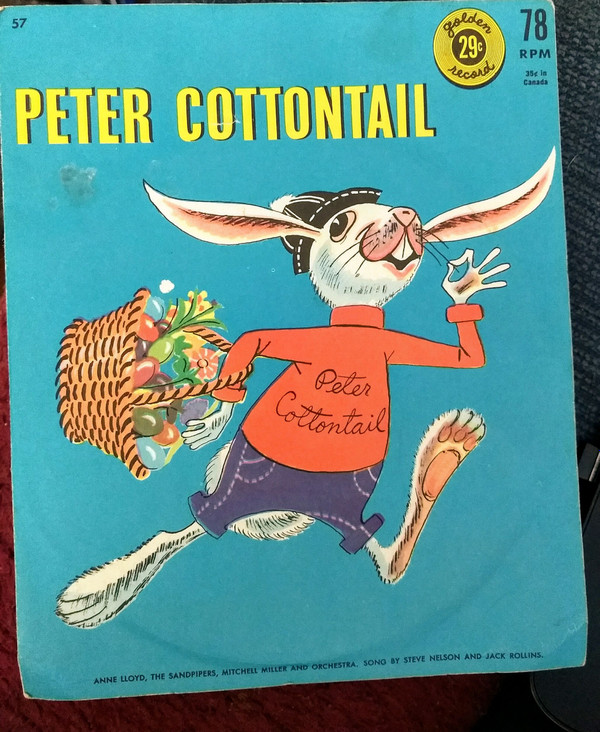 57
golden
29¢
record
78
RPM
35¢ in
Canada
PETER COTTONTAIL
Peter
Cottontail
ANNE LLOYD, THE SANDPIPERS, MITCHELL MILLER AND ORCHESTRA. SONG BY STEVE NELSON AND JACK ROLLINS.